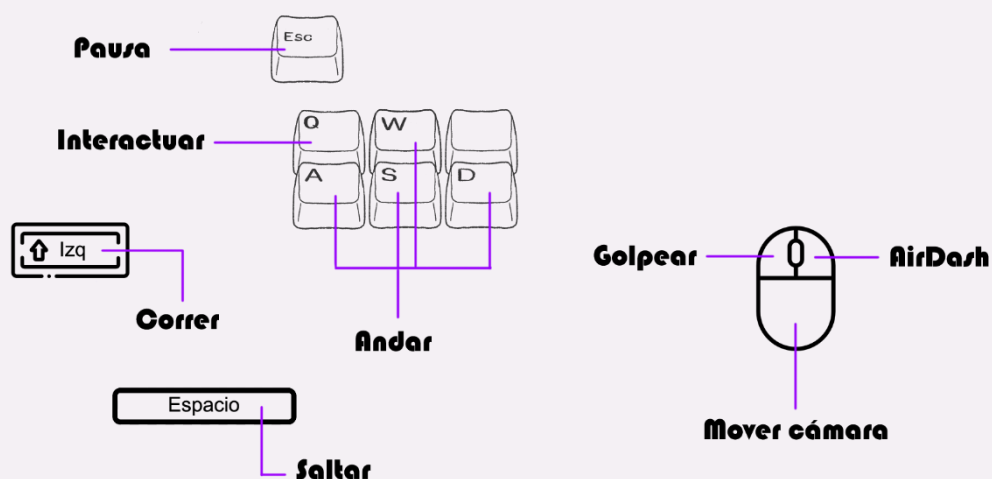 Esc
Pausa
Q W
Interactuar
A S D
Izq
Golpear
AirDash
Correr
Andar
Espacio
Mover cámara
Saltar